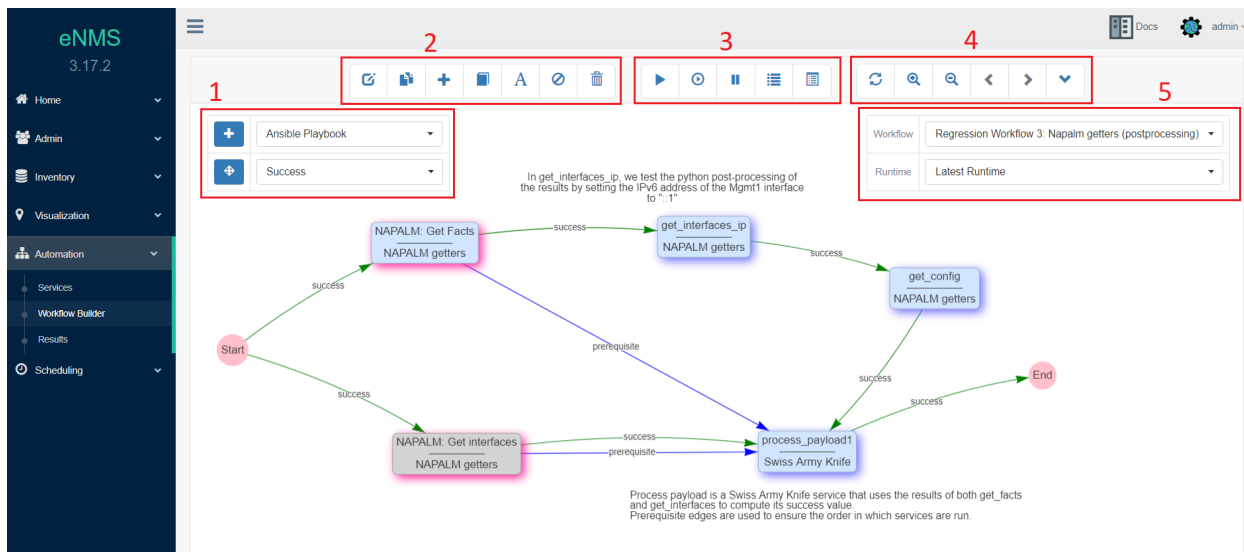 eNMS
3.17.2
Home
Admin
Inventory
Visualization
Automation
Services
Workflow Builder
Results
Scheduling
Docs
admin
1
2
3
4
5
A
Ansible Playbook
Success
Workflow
Regression Workflow 3: Napalm getters (postprocessing)
Runtime
Latest Runtime
In get_interfaces_ip, we test the python post-processing of
the results by setting the IPv6 address of the Mgmt1 interface
to "::1"
NAPALM: Get Facts
NAPALM getters
success
get_interfaces_ip
NAPALM getters
success
get_config
NAPALM getters
success
Start
prerequisite
success
End
success
success
NAPALM: Get interfaces
NAPALM getters
success
prerequisite
process_payload1
Swiss Army Knife
Process payload is a Swiss Army Knife service that uses the results of both get_facts
and get_interfaces to compute its success value.
Prerequisite edges are used to ensure the order in which services are run.